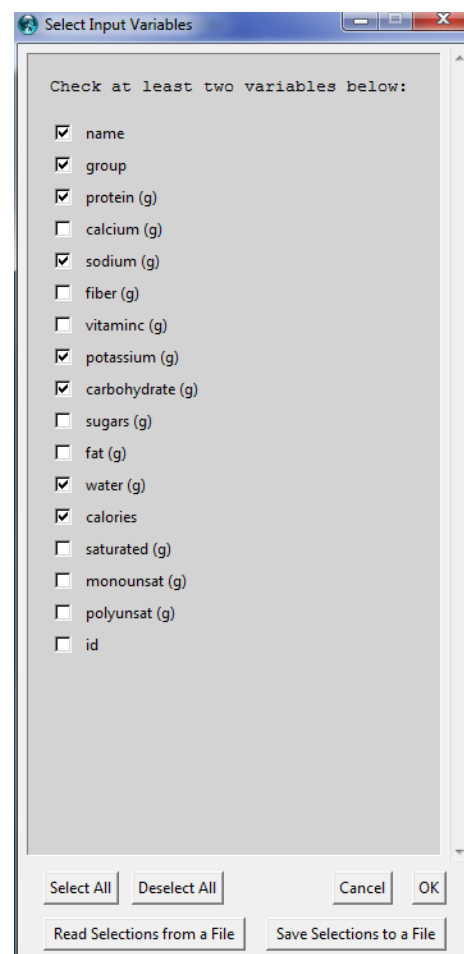 Select Input Variables
Check at least two variables below:
name
group
protein (g)
calcium (g)
sodium (g)
fiber (g)
vitaminc (g)
potassium (g)
carbohydrate (g)
sugars (g)
fat (g)
water (g)
calories
saturated (g)
monounsat (g)
polyunsat (g)
id
Select All Deselect All Cancel OK
Read Selections from a File Save Selections to a File